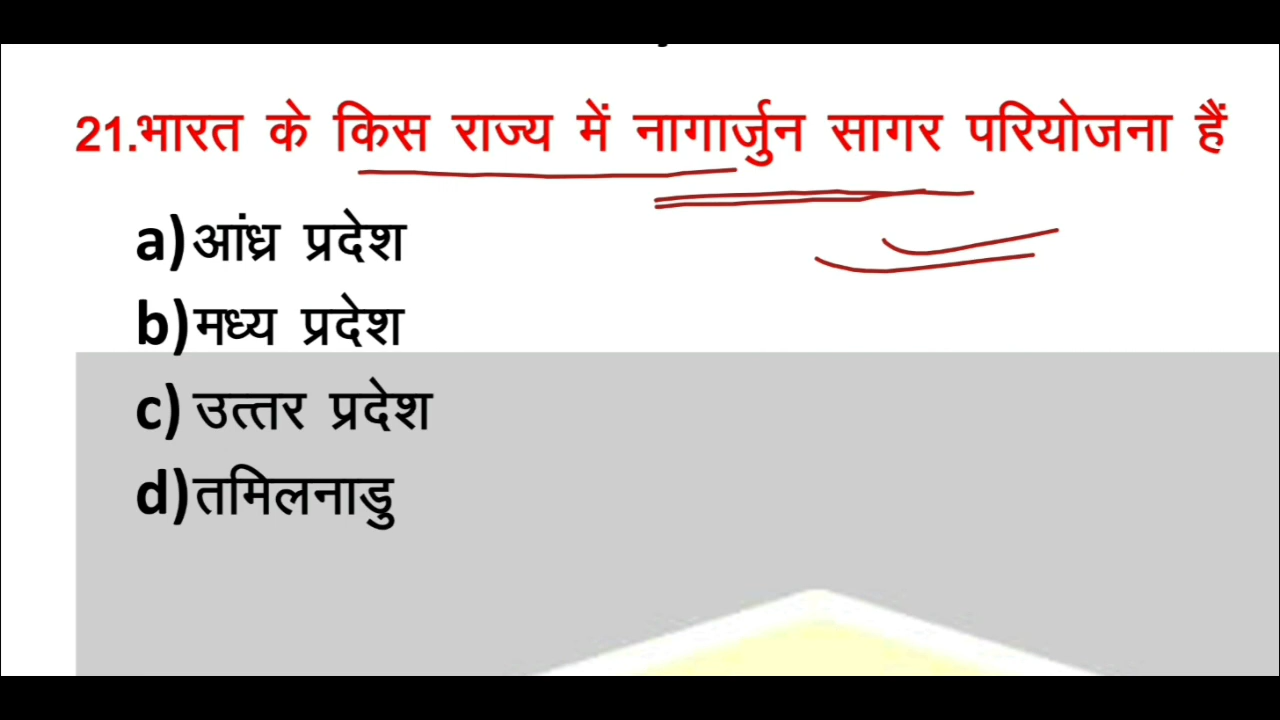 21.भारत के किस राज्य में नागार्जुन सागर परियोजना हैं
a)आंध्र प्रदेश
b)मध्य प्रदेश
c) उत्तर प्रदेश
d)तमिलनाडु